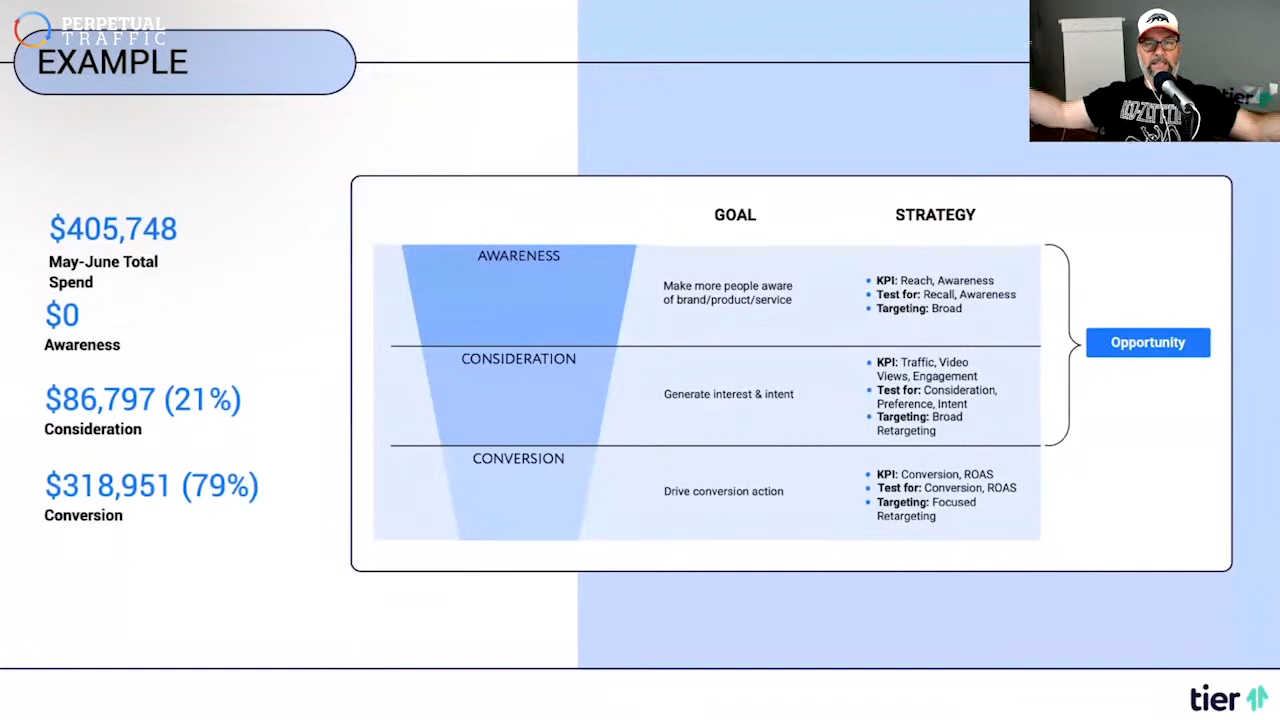 PERPETUAL
TRAFFIC
EXAMPLE
$405,748
May-June Total
Spend
$0
Awareness
$86,797 (21%)
Consideration
$318,951 (79%)
Conversion
GOAL
STRATEGY
AWARENESS
Make more people aware
of brand/product/service
• KPI: Reach, Awareness
• Test for: Recall, Awareness
• Targeting: Broad
CONSIDERATION
Generate interest & intent
• KPI: Traffic, Video
Views, Engagement
• Test for: Consideration,
Preference, Intent
• Targeting: Broad
Retargeting
CONVERSION
Drive conversion action
• KPI: Conversion, ROAS
• Test for: Conversion, ROAS
• Targeting: Focused
Retargeting
Opportunity
LED-ZEPPELIN
tier
tier